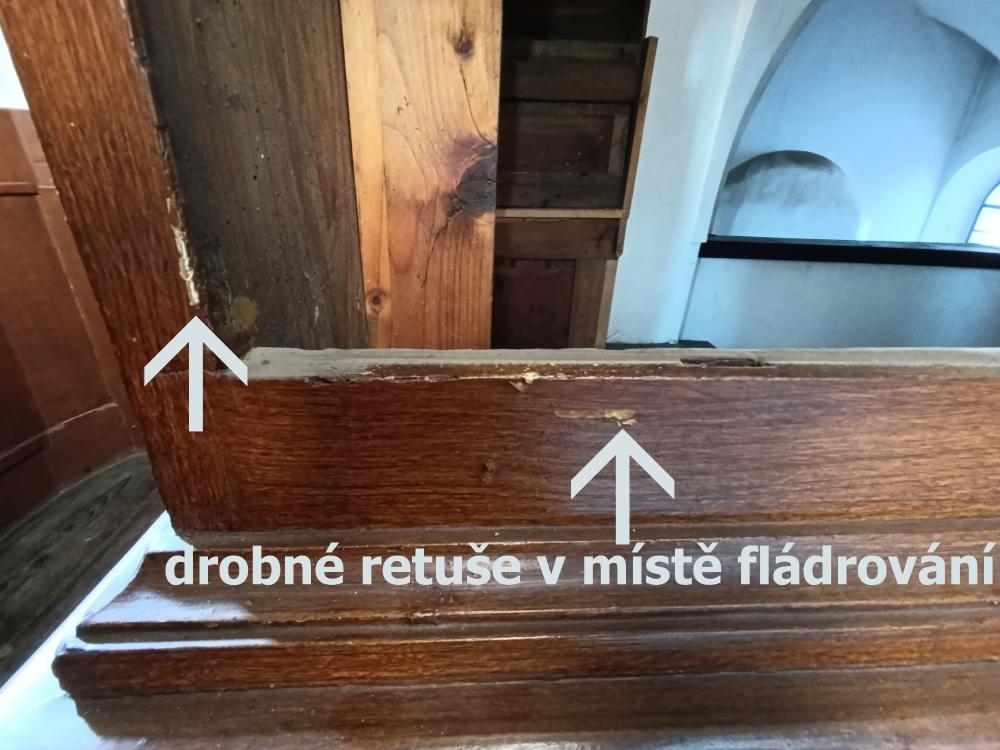 drobné retuše v místě fládrování